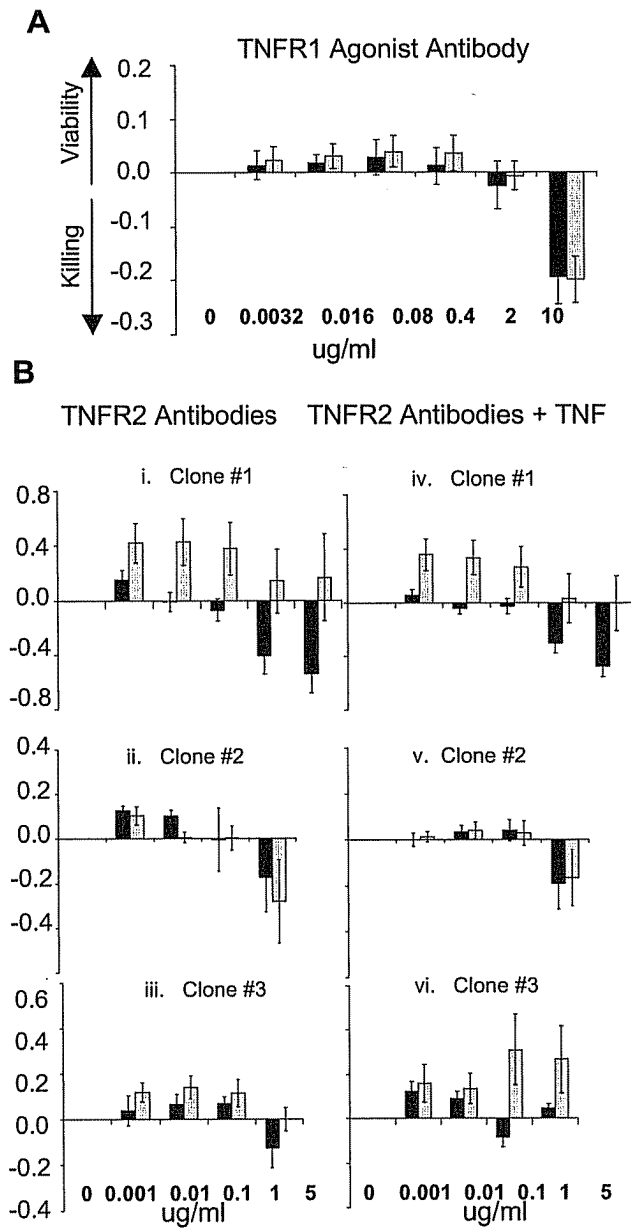 A
TNFR1 Agonist Antibody
Viability
Killing
0.2
0.1
0.0
-0.1
-0.2
-0.3
0 0.0032 0.016 0.08 0.4 2 10
ug/ml
B
TNFR2 Antibodies TNFR2 Antibodies + TNF
i. Clone #1 iv. Clone #1
0.8
0.4
0.0
-0.4
-0.8
ii. Clone #2 v. Clone #2
0.4
0.2
0.0
-0.2
-0.4
iii. Clone #3 vi. Clone #3
0.6
0.4
0.2
0.0
-0.2
-0.4
0 0.001 0.01 0.1 1 5 0 0.001 0.01 0.1 1 5
ug/ml ug/ml